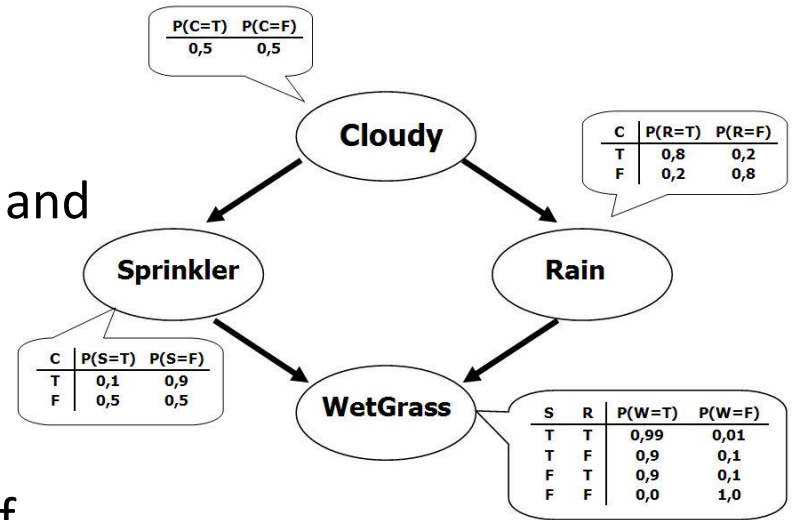 P(C=T) P(C=F)
0,5 0,5
Cloudy
C P(R=T) P(R=F)
T 0,8 0,2
F 0,2 0,8
and
Sprinkler
Rain
C P(S=T) P(S=F)
T 0,1 0,9
F 0,5 0,5
WetGrass
S R P(W=T) P(W=F)
T T 0,99 0,01
T F 0,9 0,1
F T 0,9 0,1
F F 0,0 1,0